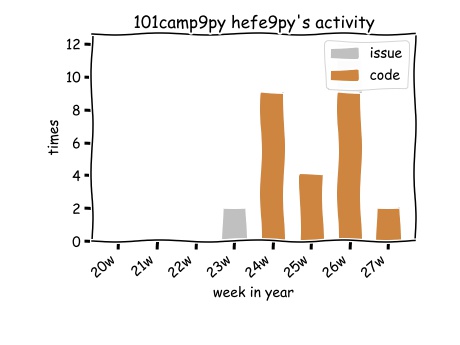 101camp9py hefe9py's activity
issue
code
times
12
10
8
6
4
2
0
20w 21w 22w 23w 24w 25w 26w 27w
week in year